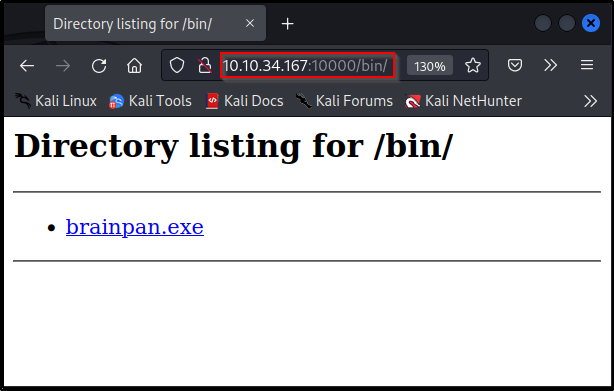 Directory listing for /bin/
10.10.34.167:10000/bin/ 130%
Kali Linux Kali Tools Kali Docs Kali Forums Kali NetHunter
Directory listing for /bin/
brainpan.exe